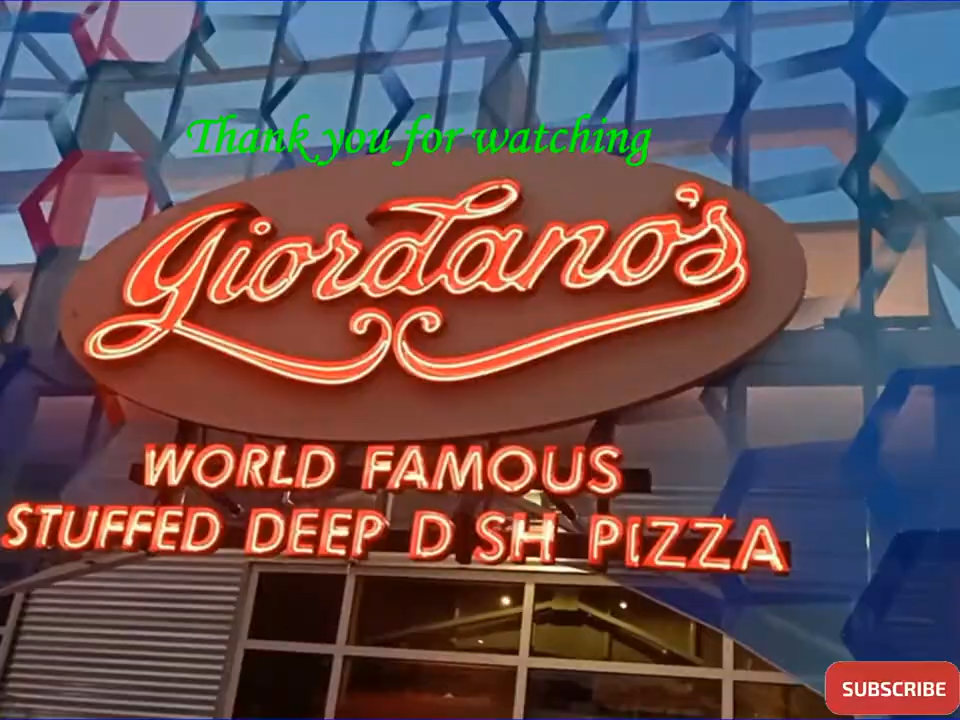 Thank you for watching
Giordano's
WORLD FAMOUS
STUFFED DEEP D SH PIZZA
SUBSCRIBE